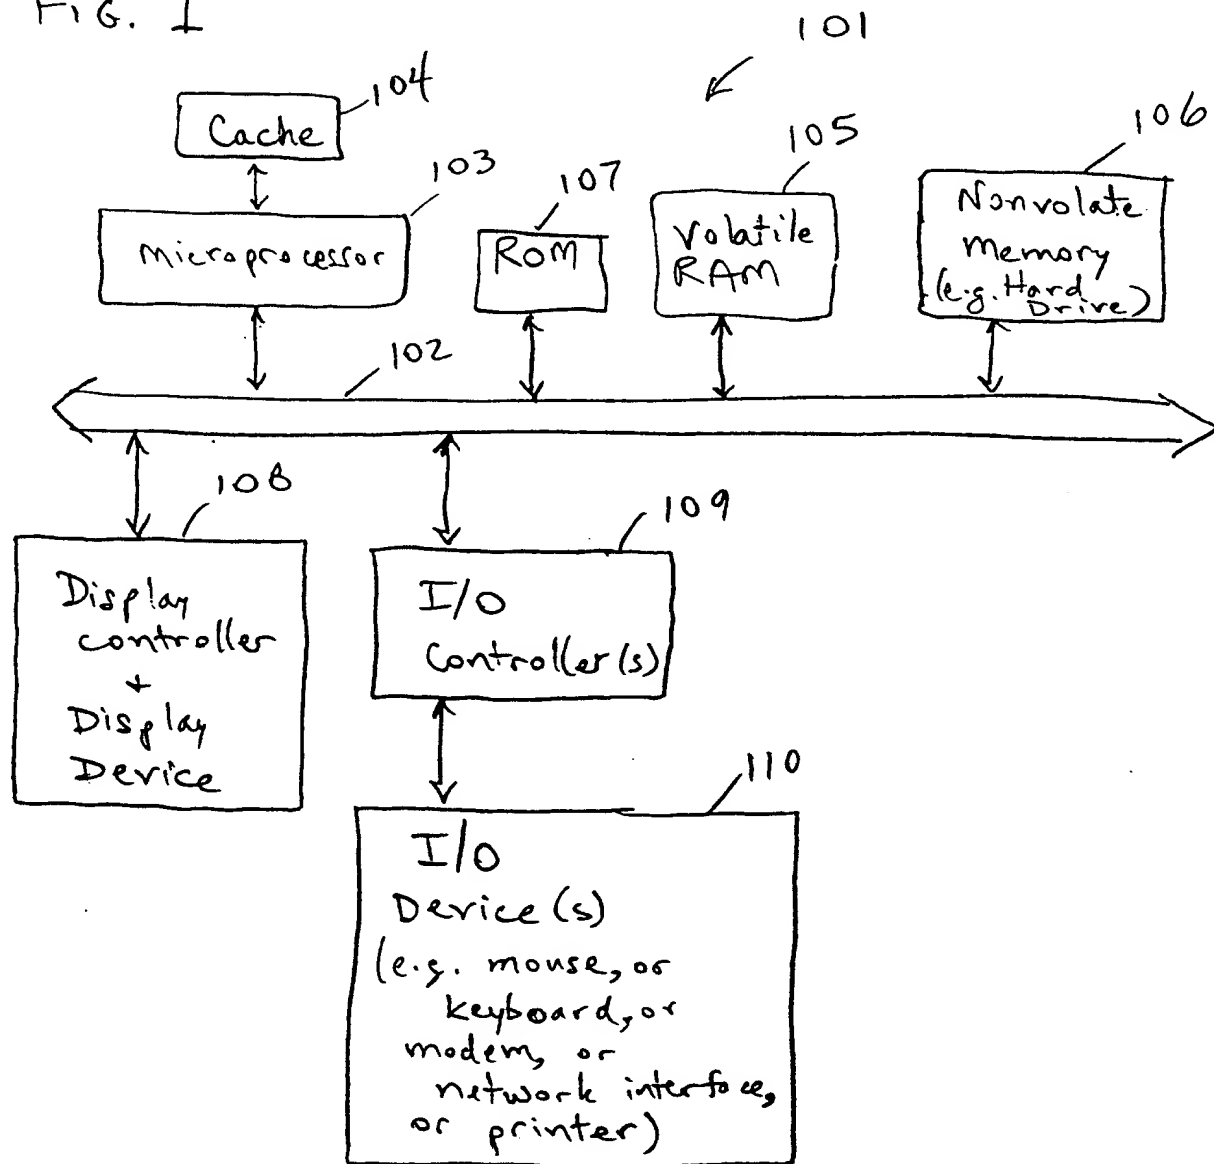 FIG. 1
101
104
Cache
103
Microprocessor
107
ROM
105
Volatile
RAM
106
Nonvolate
Memory
(e.g. Hard
Drive)
102
108
Display
controller
+
Display
Device
109
I/O
Controller(s)
110
I/O
Device(s)
(e.g. mouse, or
keyboard, or
modem, or
network interface,
or printer)